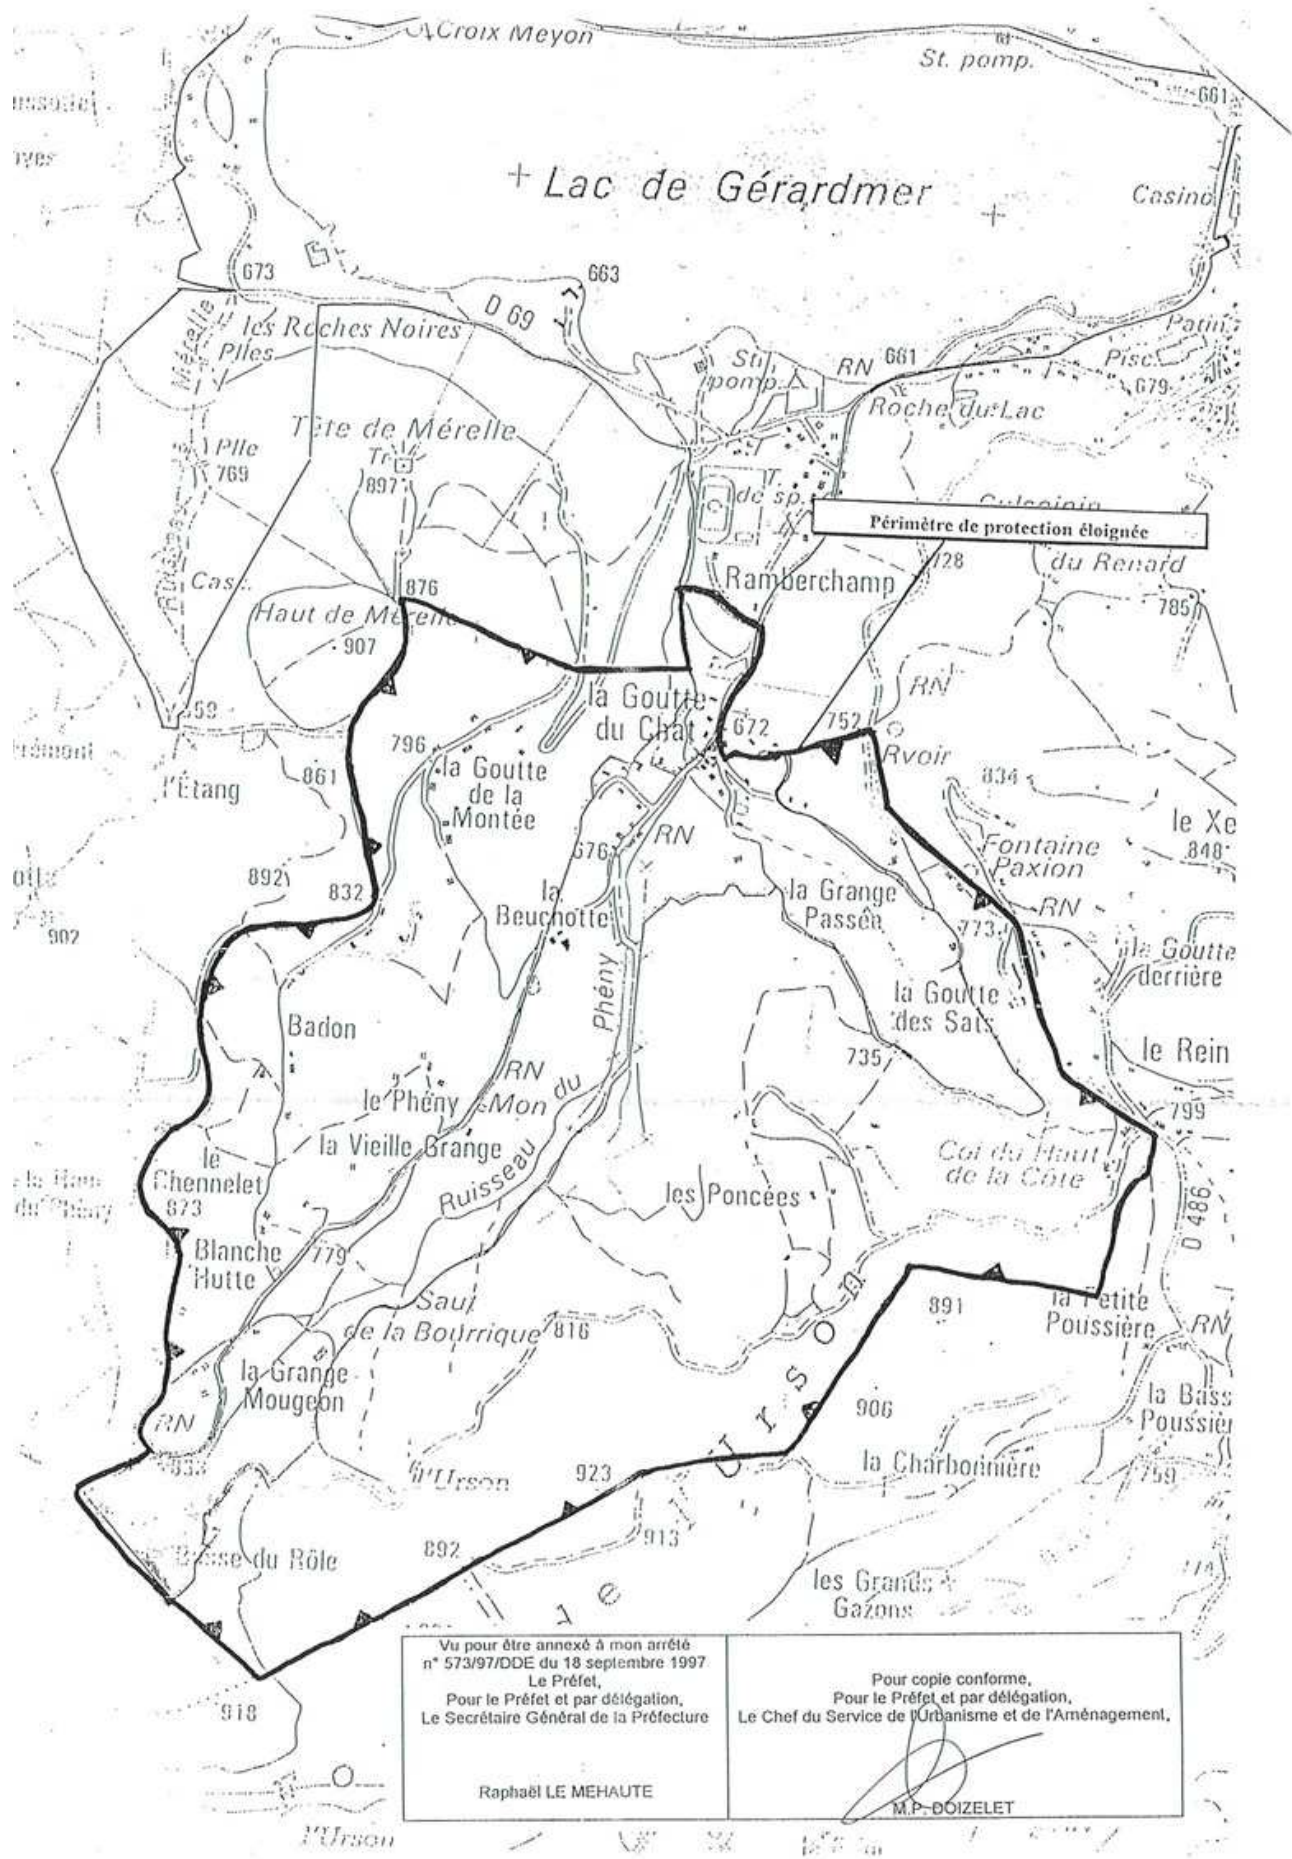 Croix Meyon
St. pomp.
661
+ Lac de Gérardmer
Casino
673
663
D 69
les Roches Noires
Mérelle
Plles
St.
pomp.
RN 661
Pisc.
679
Roche du Lac
Tête de Mérelle
Tr
897
Plle
769
T.
de sp.
Périmètre de protection éloignée
728
du Renard
785
Ramberchamp
Cas.
876
Haut de Mérelle
907
RN
la Goutte
du Chat
672
752
Rvoir
796
861
l'Étang
la Goutte
de la
Montée
834
le Xe
848
Fontaine
Paxion
RN
RN
676
892
832
902
la
Beuchotte
la Grange
Passée
773
la Goutte
derrière
Phény
la Goutte
des Sats
Badon
735
le Rein
RN
le Phény
Mon du
799
la Vieille Grange
Col du Haut
de la Côte
le
Chennelet
873
du Phény
Ruisseau
les Poncées
D 486
Blanche
Hutte
779
Saut
de la Bourrique
816
891
la Petite
Poussière
RN
la Grange
Mougeon
RN
906
la Bass
Poussièr
833
l'Urson
923
la Charbonnière
759
U r s o n
Basse du Rôle
892
913
les Grands
Gazons
918
Vu pour être annexé à mon arrêté
n° 573/97/DDE du 18 septembre 1997
Le Préfet,
Pour le Préfet et par délégation,
Le Secrétaire Général de la Préfecture
Raphaël LE MEHAUTE
Pour copie conforme,
Pour le Préfet et par délégation,
Le Chef du Service de l'Urbanisme et de l'Aménagement,
M.P. DOIZELET
l'Urson